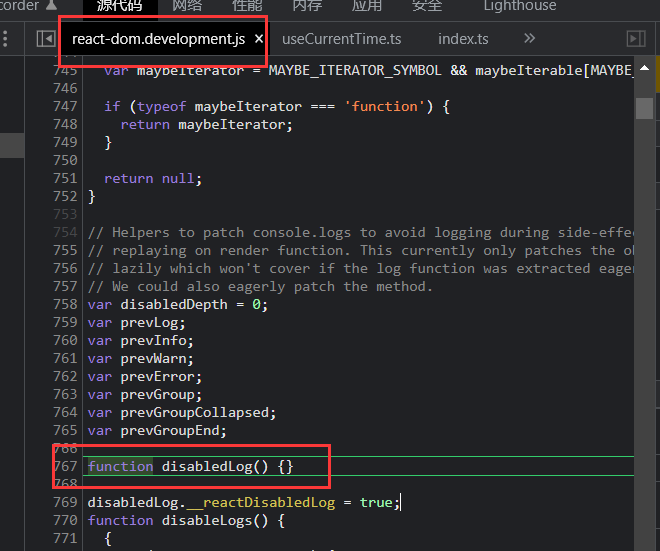 corder 源代码 网络 性能 内存 应用 安全 Lighthouse
react-dom.development.js × useCurrentTime.ts index.ts »
745 var maybeIterator = MAYBE_ITERATOR_SYMBOL && maybeIterable[MAYBE_
746
747 if (typeof maybeIterator === 'function') {
748 return maybeIterator;
749 }
750
751 return null;
752 }
753
754 // Helpers to patch console.logs to avoid logging during side-effe
755 // replaying on render function. This currently only patches the ob
756 // lazily which won't cover if the log function was extracted eager
757 // We could also eagerly patch the method.
758 var disabledDepth = 0;
759 var prevLog;
760 var prevInfo;
761 var prevWarn;
762 var prevError;
763 var prevGroup;
764 var prevGroupCollapsed;
765 var prevGroupEnd;
766
767 function disabledLog() {}
768
769 disabledLog.__reactDisabledLog = true;
770 function disableLogs() {
771 {